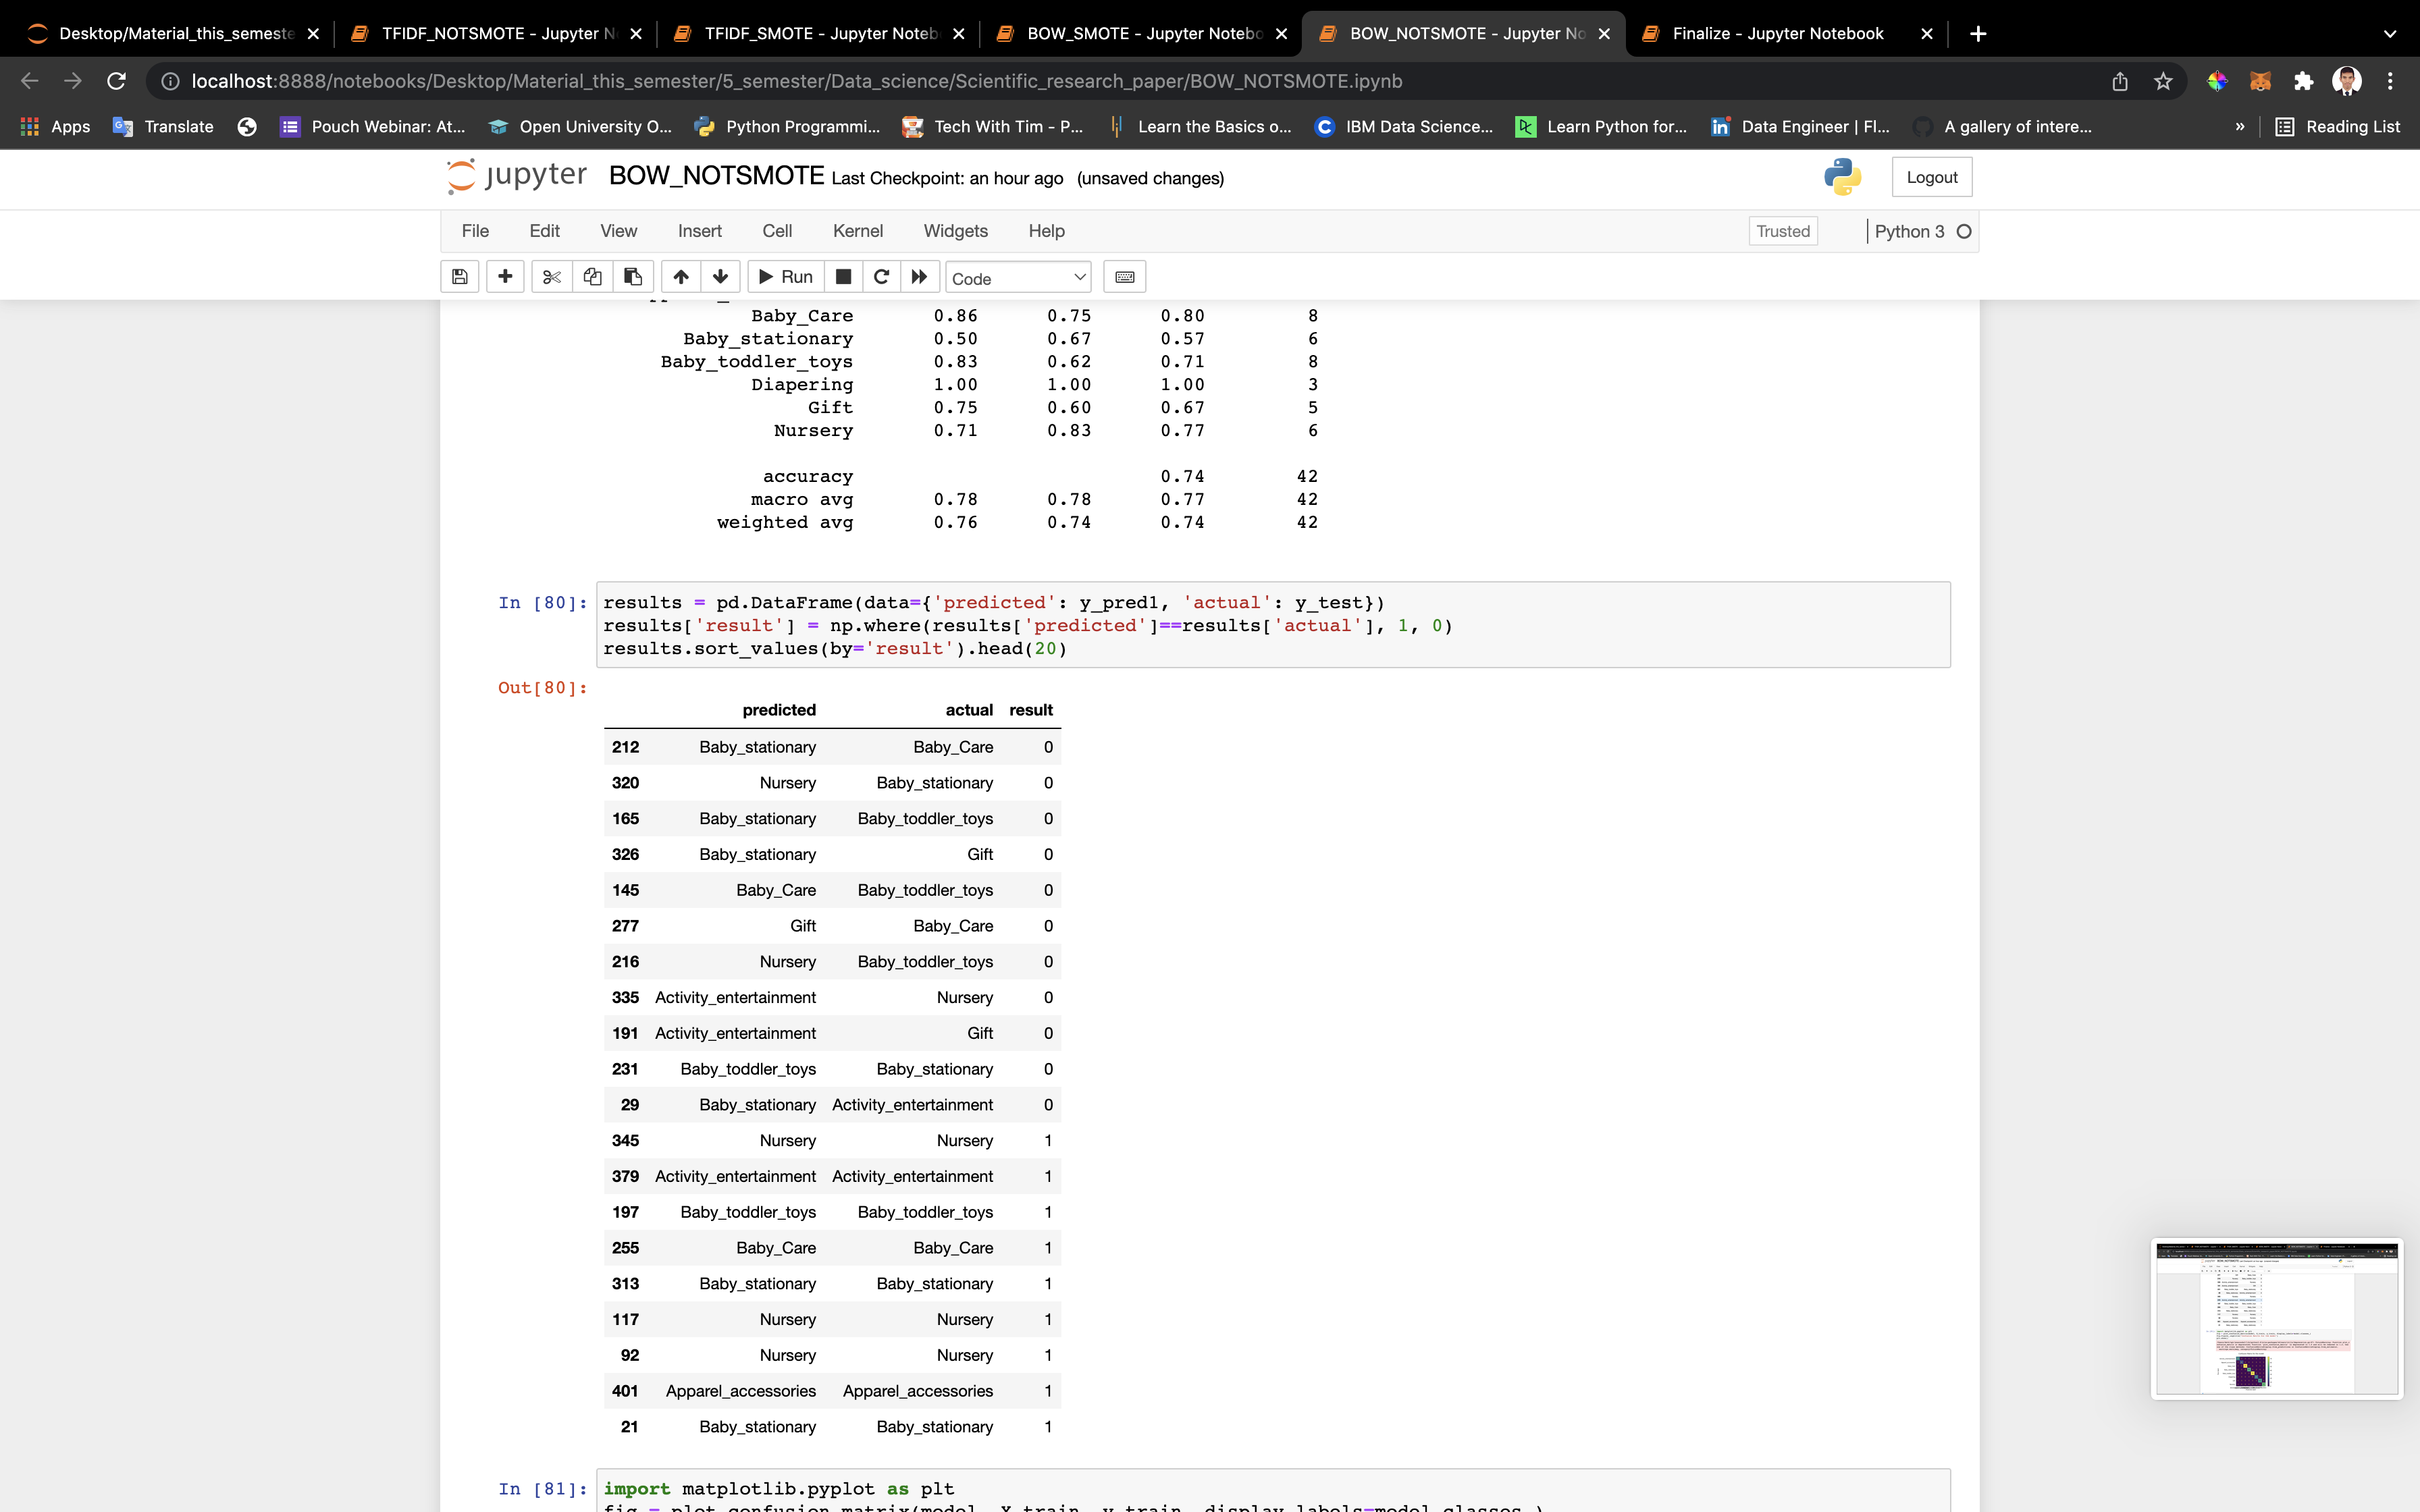 Desktop/Material_this_semeste
TFIDF_NOTSMOTE - Jupyter N
TFIDF_SMOTE - Jupyter Noteb
BOW_SMOTE - Jupyter Notebo
BOW_NOTSMOTE - Jupyter No
Finalize - Jupyter Notebook
localhost:8888/notebooks/Desktop/Material_this_semester/5_semester/Data_science/Scientific_research_paper/BOW_NOTSMOTE.ipynb
Apps Translate Pouch Webinar: At... Open University O... Python Programmi... Tech With Tim - P... Learn the Basics o... IBM Data Science... Learn Python for... Data Engineer | Fl... A gallery of intere... » Reading List
jupyter BOW_NOTSMOTE Last Checkpoint: an hour ago (unsaved changes) Logout
File Edit View Insert Cell Kernel Widgets Help Trusted Python 3
Run Code
Baby_Care 0.86 0.75 0.80 8
Baby_stationary 0.50 0.67 0.57 6
Baby_toddler_toys 0.83 0.62 0.71 8
Diapering 1.00 1.00 1.00 3
Gift 0.75 0.60 0.67 5
Nursery 0.71 0.83 0.77 6
accuracy 0.74 42
macro avg 0.78 0.78 0.77 42
weighted avg 0.76 0.74 0.74 42
In [80]: results = pd.DataFrame(data={'predicted': y_pred1, 'actual': y_test})
results['result'] = np.where(results['predicted']==results['actual'], 1, 0)
results.sort_values(by='result').head(20)
Out[80]:
predicted actual result
212 Baby_stationary Baby_Care 0
320 Nursery Baby_stationary 0
165 Baby_stationary Baby_toddler_toys 0
326 Baby_stationary Gift 0
145 Baby_Care Baby_toddler_toys 0
277 Gift Baby_Care 0
216 Nursery Baby_toddler_toys 0
335 Activity_entertainment Nursery 0
191 Activity_entertainment Gift 0
231 Baby_toddler_toys Baby_stationary 0
29 Baby_stationary Activity_entertainment 0
345 Nursery Nursery 1
379 Activity_entertainment Activity_entertainment 1
197 Baby_toddler_toys Baby_toddler_toys 1
255 Baby_Care Baby_Care 1
313 Baby_stationary Baby_stationary 1
117 Nursery Nursery 1
92 Nursery Nursery 1
401 Apparel_accessories Apparel_accessories 1
21 Baby_stationary Baby_stationary 1
In [81]: import matplotlib.pyplot as plt
fig = plot_confusion_matrix(model, X_train, y_train, display_labels=model.classes_)